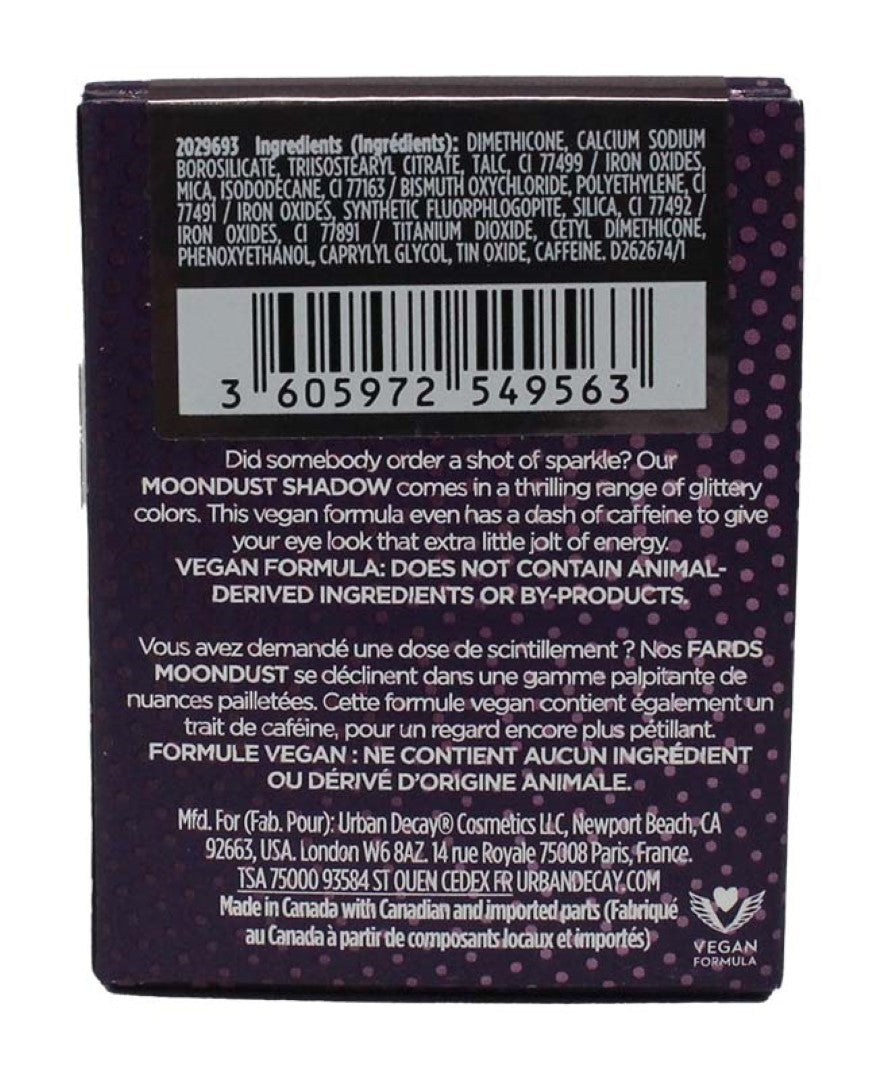 2029693 Ingredients (Ingrédients): DIMETHICONE, CALCIUM SODIUM
BOROSILICATE, TRIISOSTEARYL CITRATE, TALC, CI 77499 / IRON OXIDES,
MICA, ISODODECANE, CI 77163 / BISMUTH OXYCHLORIDE, POLYETHYLENE, CI
77491 / IRON OXIDES, SYNTHETIC FLUORPHLOGOPITE, SILICA, CI 77492 /
IRON OXIDES, CI 77891 / TITANIUM DIOXIDE, CETYL DIMETHICONE,
PHENOXYETHANOL, CAPRYLYL GLYCOL, TIN OXIDE, CAFFEINE. D262674/1
3 605972 549563
Did somebody order a shot of sparkle? Our
MOONDUST SHADOW comes in a thrilling range of glittery
colors. This vegan formula even has a dash of caffeine to give
your eye look that extra little jolt of energy.
VEGAN FORMULA: DOES NOT CONTAIN ANIMAL-
DERIVED INGREDIENTS OR BY-PRODUCTS.
Vous avez demandé une dose de scintillement ? Nos FARDS
MOONDUST se déclinent dans une gamme palpitante de
nuances pailletées. Cette formule vegan contient également un
trait de caféine, pour un regard encore plus pétillant.
FORMULE VEGAN : NE CONTIENT AUCUN INGRÉDIENT
OU DÉRIVÉ D'ORIGINE ANIMALE.
Mfd. For (Fab. Pour): Urban Decay® Cosmetics LLC, Newport Beach, CA
92663, USA. London W6 8AZ. 14 rue Royale 75008 Paris, France.
TSA 75000 93584 ST OUEN CEDEX FR URBANDECAY.COM
Made in Canada with Canadian and imported parts (Fabriqué
au Canada à partir de composants locaux et importés)
VEGAN
FORMULA